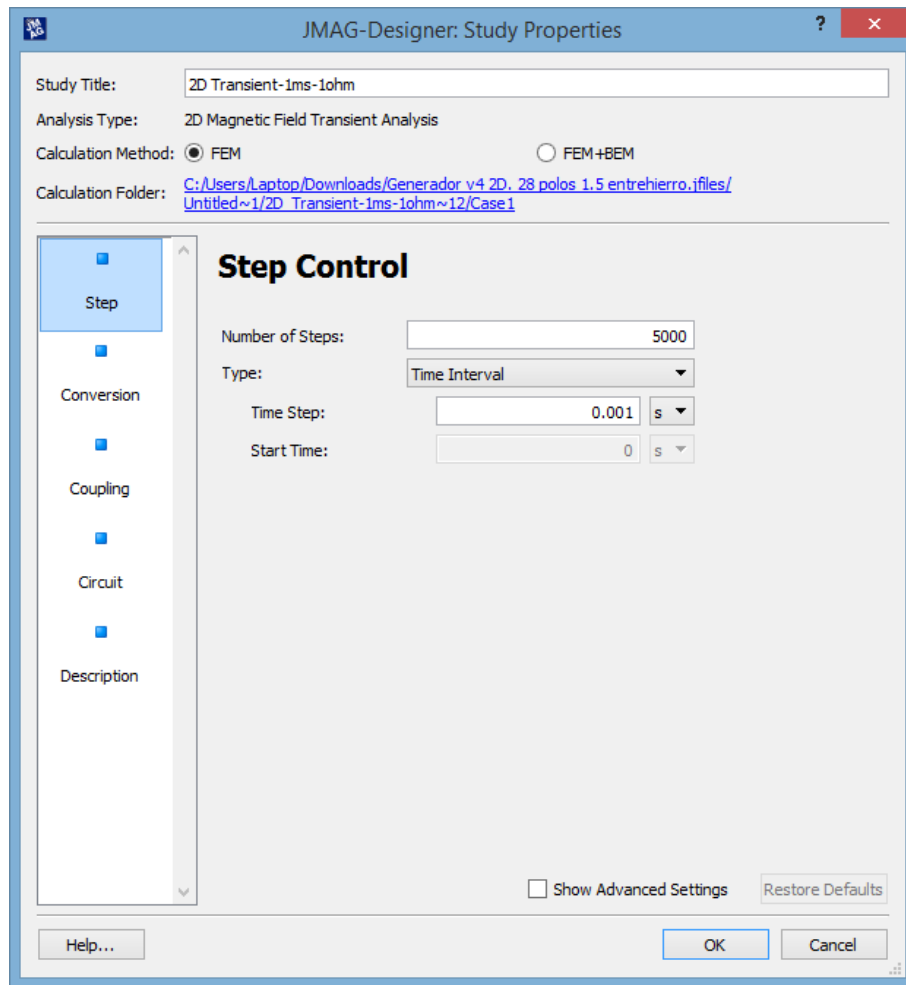 JM AG
JMAG-Designer: Study Properties ? ×
Study Title: 2D Transient-1ms-1ohm
Analysis Type: 2D Magnetic Field Transient Analysis
Calculation Method: FEM FEM+BEM
Calculation Folder: C:/Users/Laptop/Downloads/Generador v4 2D. 28 polos 1.5 entrehierro.jfiles/
Untitled~1/2D_Transient-1ms-1ohm~12/Case1
Step
Conversion
Coupling
Circuit
Description
Step Control
Number of Steps: 5000
Type: Time Interval
Time Step: 0.001 s
Start Time: 0 s
Show Advanced Settings Restore Defaults
Help... OK Cancel